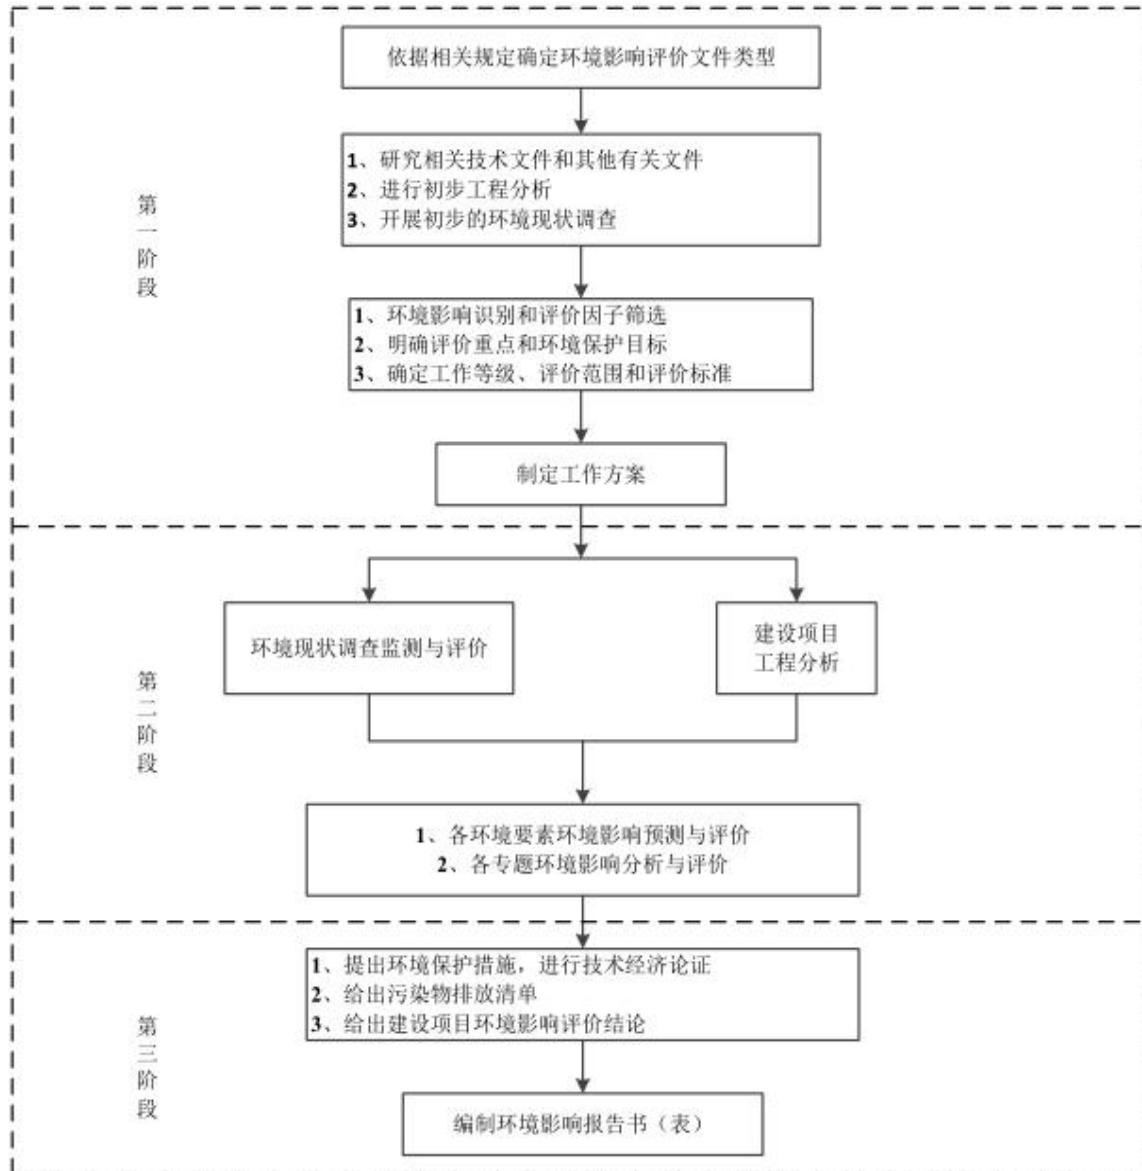 依据相关规定确定环境影响评价文件类型
1、研究相关技术文件和其他有关文件
2、进行初步工程分析
3、开展初步的环境现状调查
第一阶段
1、环境影响识别和评价因子筛选
2、明确评价重点和环境保护目标
3、确定工作等级、评价范围和评价标准
制定工作方案
环境现状调查监测与评价
建设项目
工程分析
第二阶段
1、各环境要素环境影响预测与评价
2、各专题环境影响分析与评价
1、提出环境保护措施，进行技术经济论证
2、给出污染物排放清单
3、给出建设项目环境影响评价结论
第三阶段
编制环境影响报告书（表）